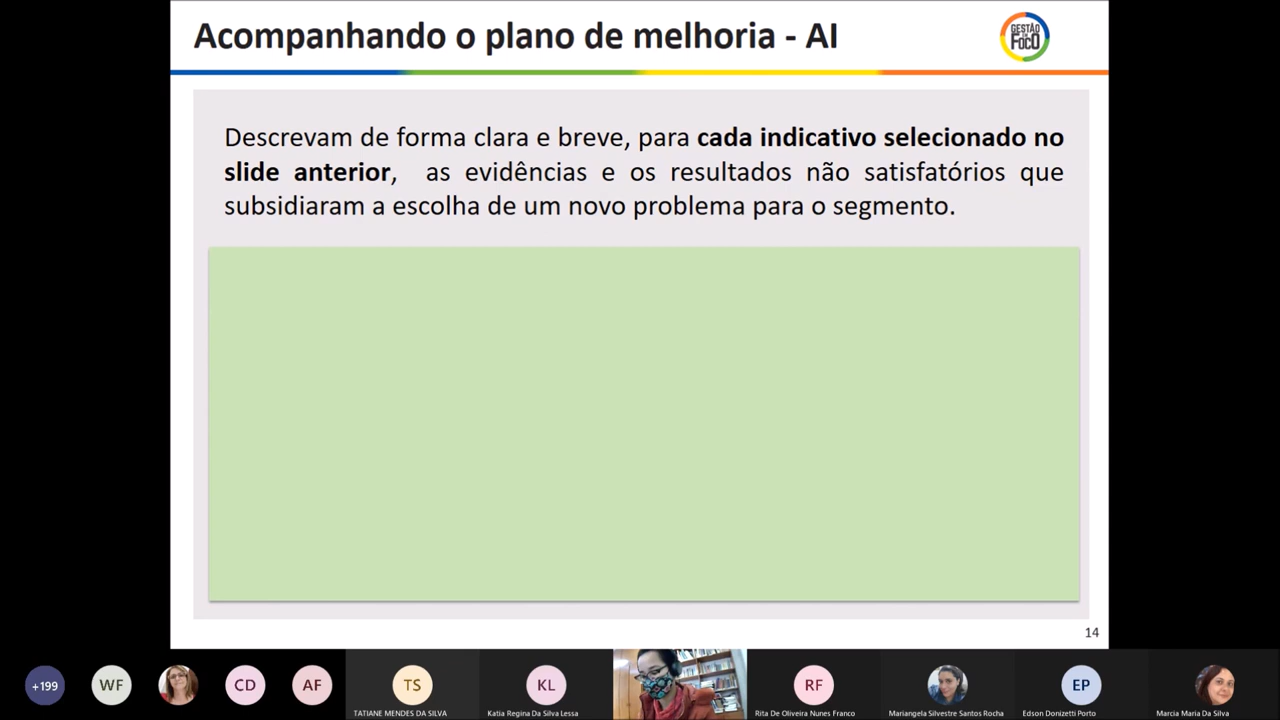 Acompanhando o plano de melhoria - AI
GESTÃO
EM
FOCO
Descrevam de forma clara e breve, para cada indicativo selecionado no
slide anterior, as evidências e os resultados não satisfatórios que
subsidiaram a escolha de um novo problema para o segmento.
14
+199
WF
CD
AF
TS
KL
RF
EP
TATIANE MENDES DA SILVA
Katia Regina Da Silva Lessa
Rita De Oliveira Nunes Franco
Mariangela Silvestre Santos Rocha
Edson Donizetti Porto
Marcia Maria Da Silva